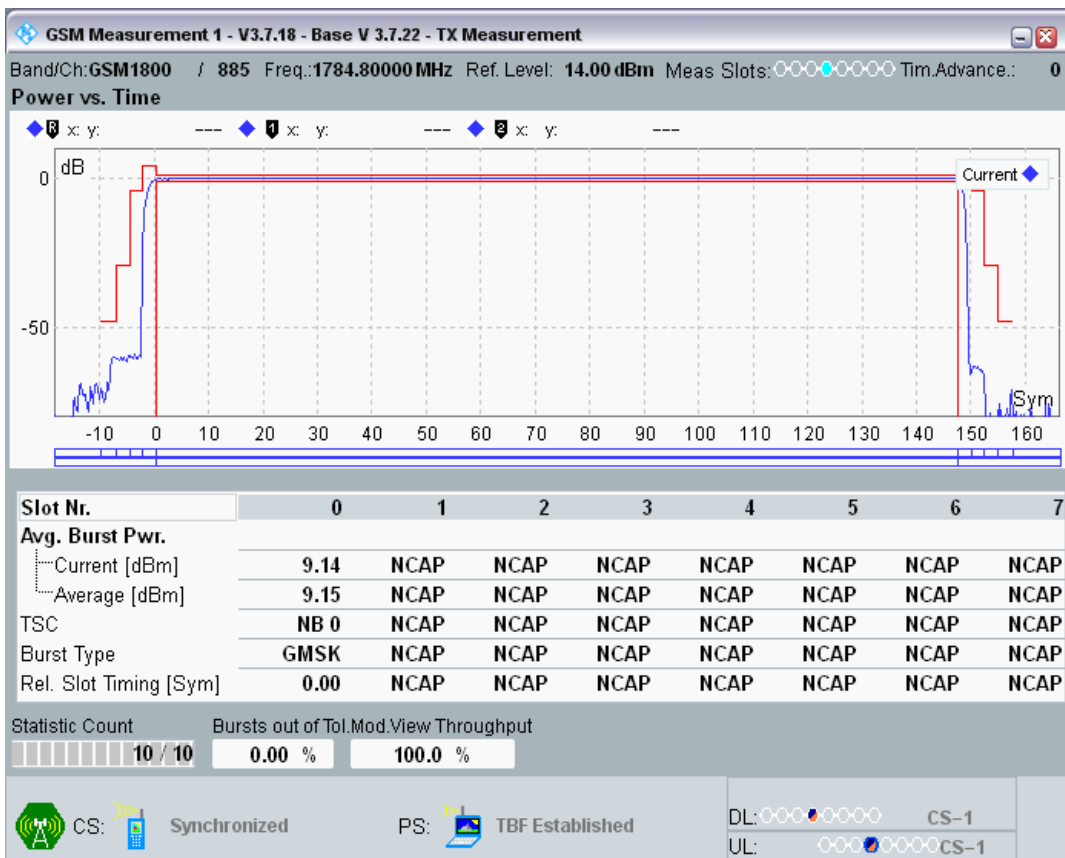 GSM Measurement 1 - V3.7.18 - Base V 3.7.22 - TX Measurement
Band/Ch:GSM1800 / 885 Freq.:1784.80000 MHz Ref. Level: 14.00 dBm Meas Slots: Tim.Advance.: 0
Power vs. Time
R x: y: --- 1 x: y: --- 2 x: y: ---
dB
Current
0
-50
Sym
-10 0 10 20 30 40 50 60 70 80 90 100 110 120 130 140 150 160
Slot Nr. 0 1 2 3 4 5 6 7
Avg. Burst Pwr.
Current [dBm] 9.14 NCAP NCAP NCAP NCAP NCAP NCAP NCAP
Average [dBm] 9.15 NCAP NCAP NCAP NCAP NCAP NCAP NCAP
TSC NB 0 NCAP NCAP NCAP NCAP NCAP NCAP NCAP
Burst Type GMSK NCAP NCAP NCAP NCAP NCAP NCAP NCAP
Rel. Slot Timing [Sym] 0.00 NCAP NCAP NCAP NCAP NCAP NCAP NCAP
Statistic Count Bursts out of Tol.Mod.View Throughput
10 / 10 0.00 % 100.0 %
CS: Synchronized PS: TBF Established DL: CS-1
UL: CS-1